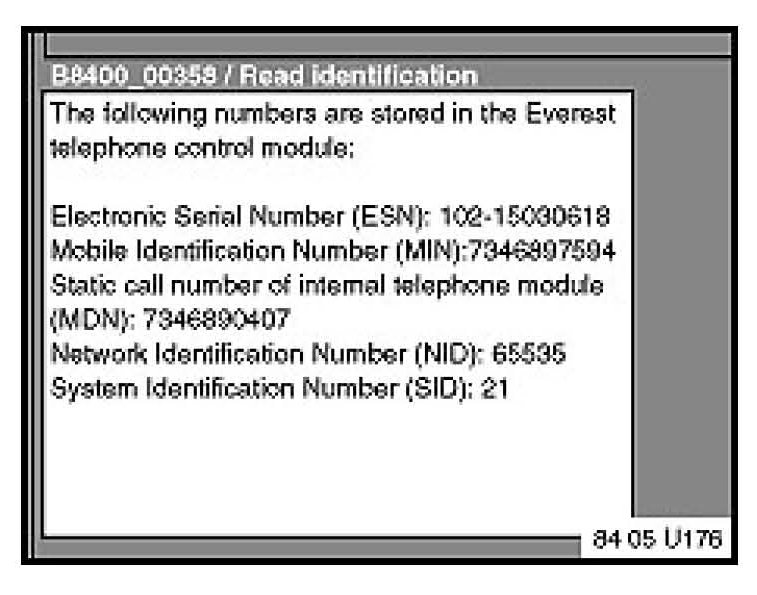 B8400_00358 / Read identification
The following numbers are stored in the Everest
telephone control module:
Electronic Serial Number (ESN): 102-15030618
Mobile Identification Number (MIN):7346897594
Static call number of internal telephone module
(MDN): 7346890407
Network Identification Number (NID): 65535
System Identification Number (SID): 21
84 05 U176